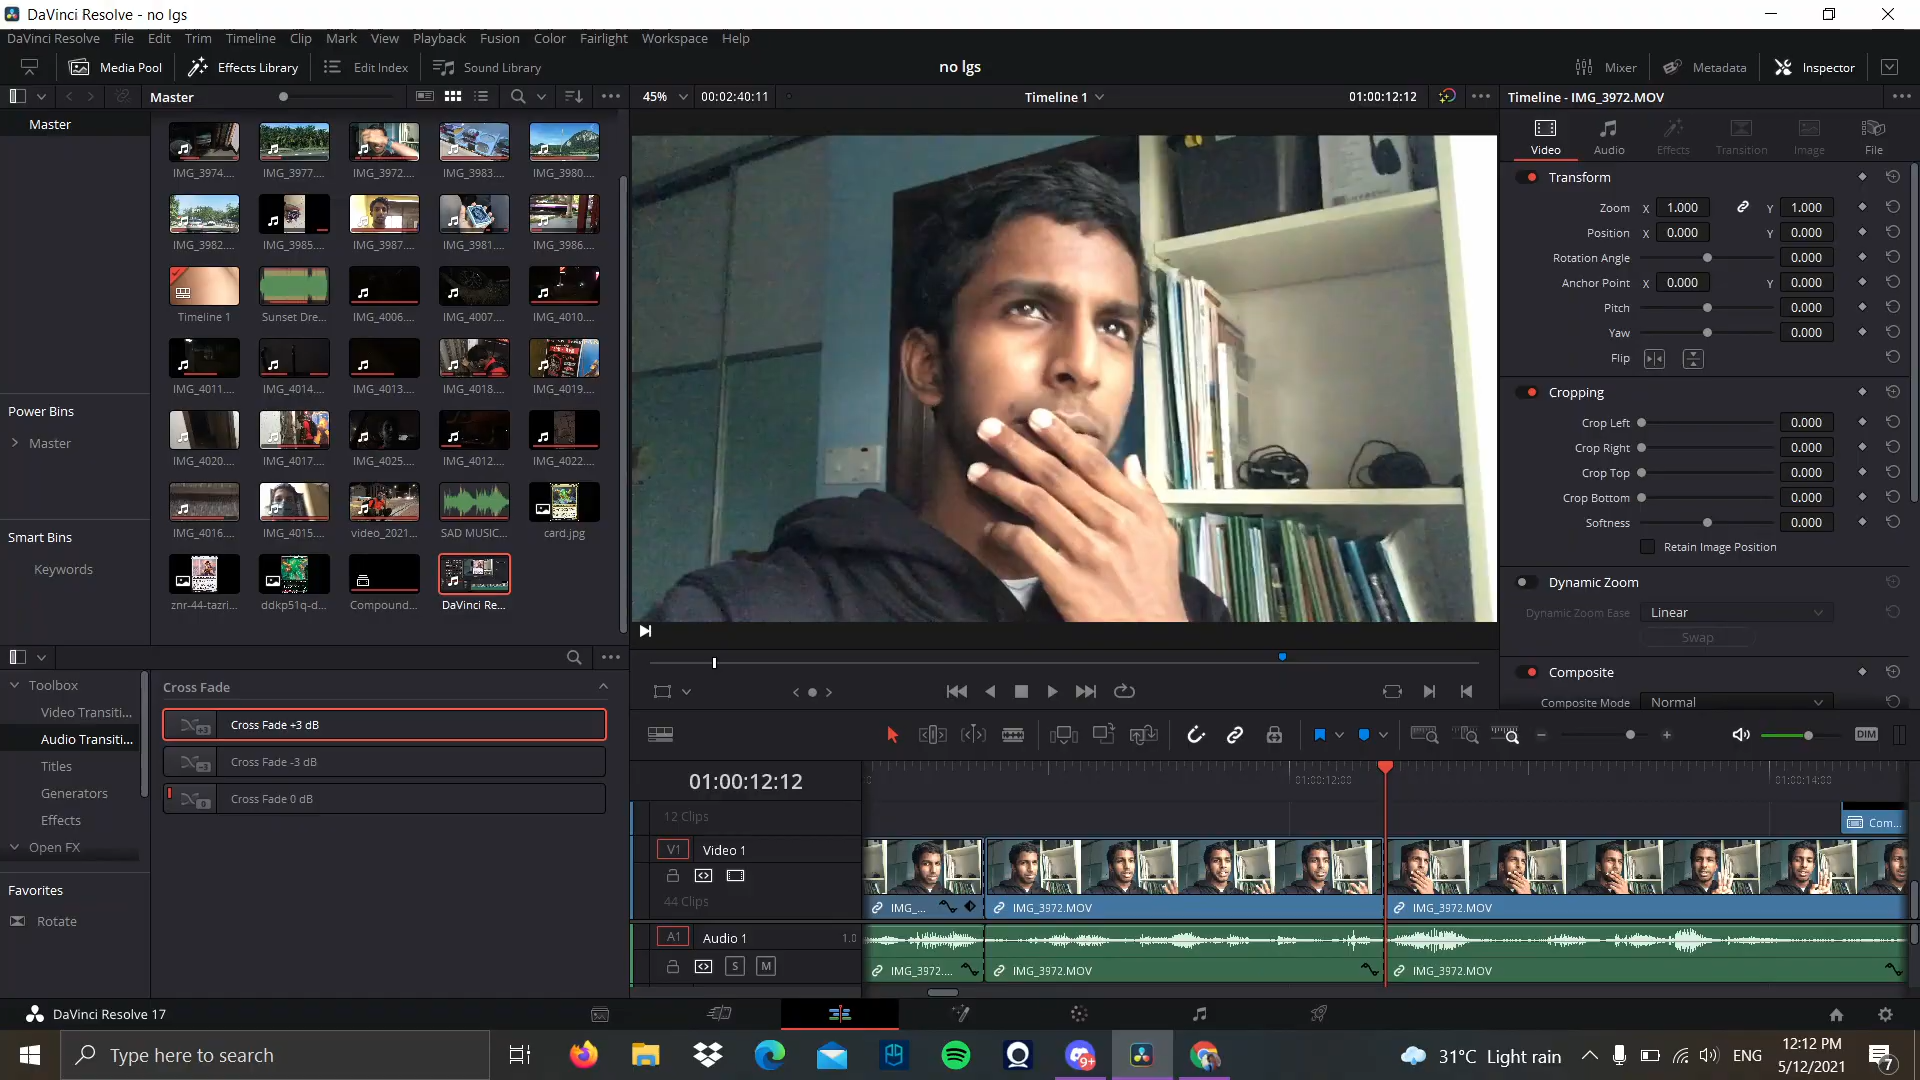 DaVinci Resolve - no lgs
DaVinci Resolve File Edit Trim Timeline Clip Mark View Playback Fusion Color Fairlight Workspace Help
Media Pool Effects Library Edit Index Sound Library no lgs Mixer Metadata Inspector
Master 45% 00:02:40:11 Timeline 1 01:00:12:12 Timeline - IMG_3972.MOV
Master
IMG_3974.... IMG_3977.... IMG_3972.... IMG_3983.... IMG_3980....
IMG_3982.... IMG_3985.... IMG_3987.... IMG_3981.... IMG_3986....
Timeline 1 Sunset Dre... IMG_4006.... IMG_4007.... IMG_4010....
IMG_4011.... IMG_4014.... IMG_4013.... IMG_4018.... IMG_4019....
IMG_4020.... IMG_4017.... IMG_4025.... IMG_4012.... IMG_4022....
IMG_4016.... IMG_4015.... video_2021... SAD MUSIC... card.jpg
znr-44-tazri... ddkp51q-d... Compound... DaVinci Re...
Power Bins
Master
Smart Bins
Keywords
Video Audio Effects Transition Image File
Transform
Zoom X 1.000 Y 1.000
Position X 0.000 Y 0.000
Rotation Angle 0.000
Anchor Point X 0.000 Y 0.000
Pitch 0.000
Yaw 0.000
Flip
Cropping
Crop Left 0.000
Crop Right 0.000
Crop Top 0.000
Crop Bottom 0.000
Softness 0.000
Retain Image Position
Dynamic Zoom
Dynamic Zoom Ease Linear
Swap
Composite
Composite Mode Normal
Toolbox
Video Transiti...
Audio Transiti...
Titles
Generators
Effects
Open FX
Favorites
Rotate
Cross Fade
+3 Cross Fade +3 dB
-3 Cross Fade -3 dB
0 Cross Fade 0 dB
DIM
01:00:12:12 01:00:12:00 01:00:14:00
12 Clips Com...
V1 Video 1
44 Clips IMG_... IMG_3972.MOV IMG_3972.MOV
A1 Audio 1 1.0
S M IMG_3972.... IMG_3972.MOV IMG_3972.MOV
DaVinci Resolve 17
Type here to search 9+ 31°C Light rain ENG 12:12 PM
5/12/2021 7